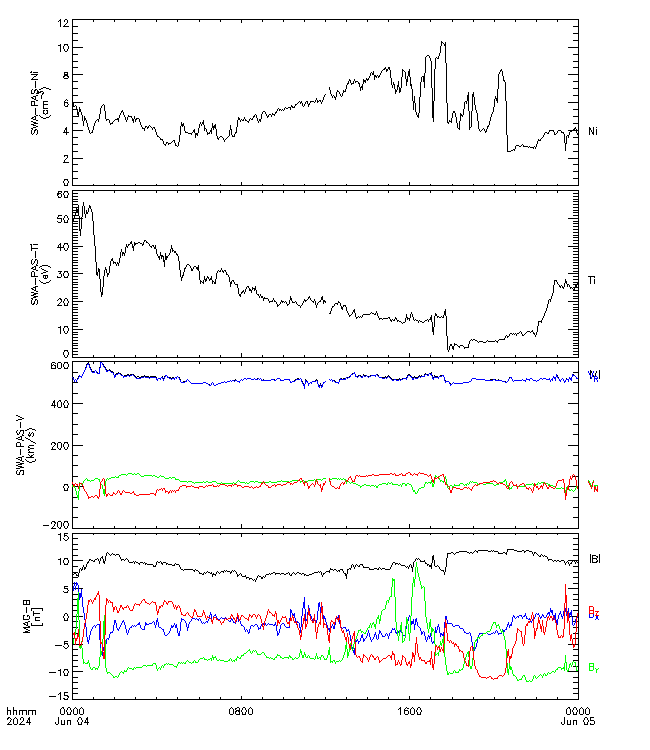 12
10
8
6
4
2
0
SWA-PAS-Ni
(cm⁻³)
Ni
60
50
40
30
20
10
0
SWA-PAS-Ti
(eV)
Ti
600
400
200
0
-200
SWA-PAS-V
(km/s)
N
15
10
5
0
-5
-10
-15
MAG-B
[nT]
|B|
hhmm
2024
0000
0800
1600
0000
Jun 04
Jun 05